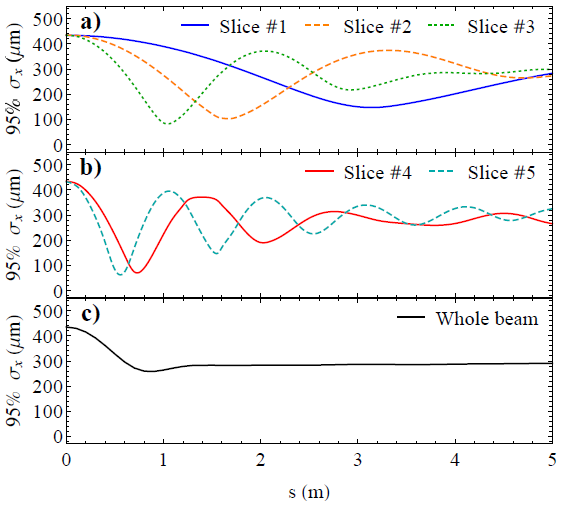 a)
Slice #1 Slice #2 Slice #3
95% σx (μm)
500
400
300
200
100
0
b)
Slice #4 Slice #5
95% σx (μm)
500
400
300
200
100
0
c)
Whole beam
95% σx (μm)
500
400
300
200
100
0
0 1 2 3 4 5
s (m)